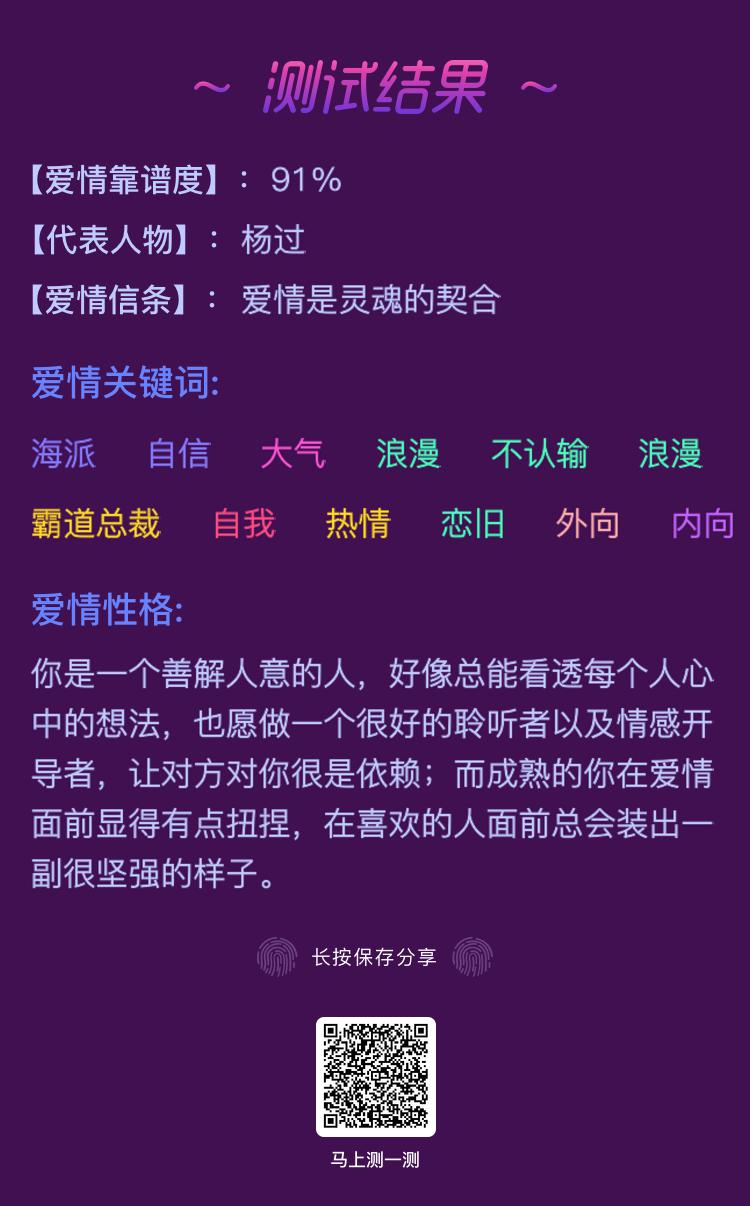 ～ 测试结果 ～
【爱情靠谱度】：91%
【代表人物】：杨过
【爱情信条】：爱情是灵魂的契合
爱情关键词:
海派 自信 大气 浪漫 不认输 浪漫
霸道总裁 自我 热情 恋旧 外向 内向
爱情性格:
你是一个善解人意的人，好像总能看透每个人心
中的想法，也愿做一个很好的聆听者以及情感开
导者，让对方对你很是依赖；而成熟的你在爱情
面前显得有点扭捏，在喜欢的人面前总会装出一
副很坚强的样子。
长按保存分享
马上测一测